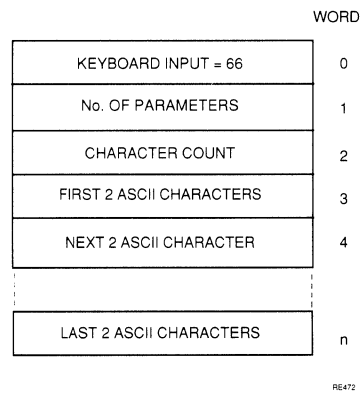 WORD
KEYBOARD INPUT = 66 0
No. OF PARAMETERS 1
CHARACTER COUNT 2
FIRST 2 ASCII CHARACTERS 3
NEXT 2 ASCII CHARACTER 4
LAST 2 ASCII CHARACTERS n
RE472